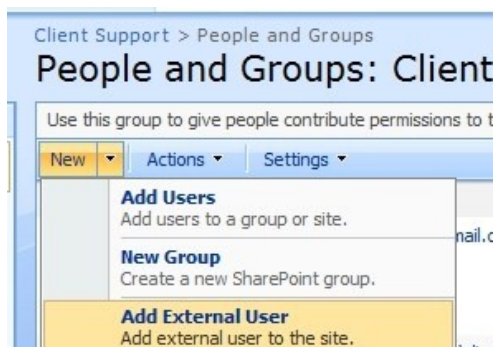 Client Support > People and Groups
People and Groups: Client
Use this group to give people contribute permissions to t
New Actions Settings
Add Users
Add users to a group or site.
mail.c
New Group
Create a new SharePoint group.
Add External User
Add external user to the site.